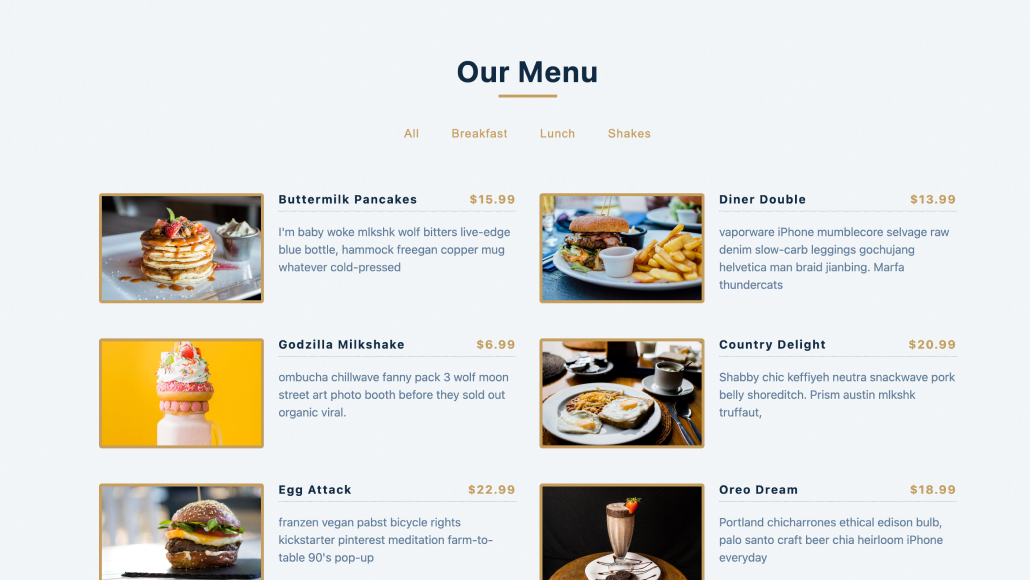 Our Menu
All Breakfast Lunch Shakes
Buttermilk Pancakes $15.99
I'm baby woke mlkshk wolf bitters live-edge
blue bottle, hammock freegan copper mug
whatever cold-pressed
Diner Double $13.99
vaporware iPhone mumblecore selvage raw
denim slow-carb leggings gochujang
helvetica man braid jianbing. Marfa
thundercats
Godzilla Milkshake $6.99
ombucha chillwave fanny pack 3 wolf moon
street art photo booth before they sold out
organic viral.
Country Delight $20.99
Shabby chic keffiyeh neutra snackwave pork
belly shoreditch. Prism austin mlkshk
truffaut,
Egg Attack $22.99
franzen vegan pabst bicycle rights
kickstarter pinterest meditation farm-to-
table 90's pop-up
Oreo Dream $18.99
Portland chicharrones ethical edison bulb,
palo santo craft beer chia heirloom iPhone
everyday